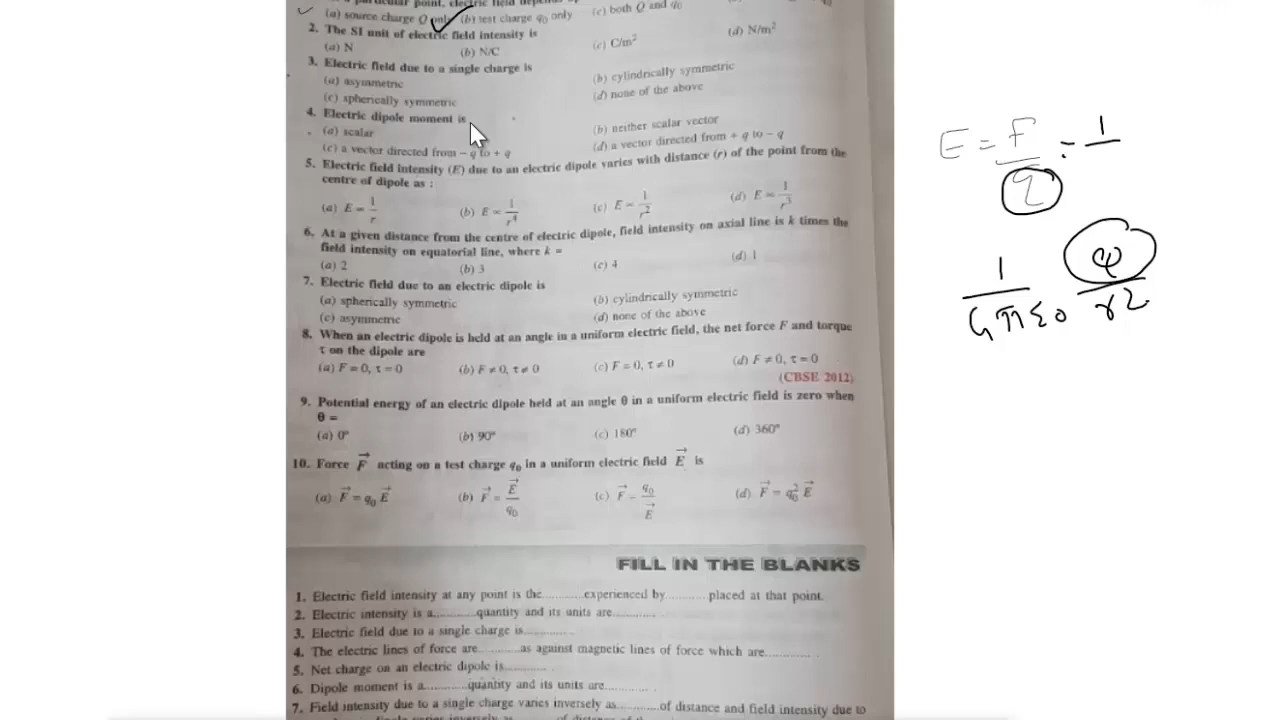 a particular point, electric field depends
(a) source charge Q only (b) test charge q0 only (c) both Q and q0
2. The SI unit of electric field intensity is
(a) N (b) N/C (c) C/m² (d) N/m²
3. Electric field due to a single charge is
(a) asymmetric (b) cylindrically symmetric
(c) spherically symmetric (d) none of the above
4. Electric dipole moment is
(a) scalar (b) neither scalar vector
(c) a vector directed from − q to + q (d) a vector directed from + q to − q
5. Electric field intensity (E) due to an electric dipole varies with distance (r) of the point from the
centre of dipole as :
(a) E ∝ 1/r (b) E ∝ 1/r⁴ (c) E ∝ 1/r² (d) E ∝ 1/r³
6. At a given distance from the centre of electric dipole, field intensity on axial line is k times the
field intensity on equatorial line, where k =
(a) 2 (b) 3 (c) 4 (d) 1
7. Electric field due to an electric dipole is
(a) spherically symmetric (b) cylindrically symmetric
(c) asymmetric (d) none of the above
8. When an electric dipole is held at an angle in a uniform electric field, the net force F and torque
τ on the dipole are
(a) F = 0, τ = 0 (b) F ≠ 0, τ ≠ 0 (c) F = 0, τ ≠ 0 (d) F ≠ 0, τ = 0
(CBSE 2012)
9. Potential energy of an electric dipole held at an angle θ in a uniform electric field is zero when
θ =
(a) 0° (b) 90° (c) 180° (d) 360°
10. Force F⃗ acting on a test charge q0 in a uniform electric field E⃗ is
(a) F⃗ = q0 E⃗ (b) F⃗ = E⃗/q0 (c) F⃗ = q0/E⃗ (d) F⃗ = q0² E⃗
FILL IN THE BLANKS
1. Electric field intensity at any point is the..........experienced by..........placed at that point.
2. Electric intensity is a..........quantity and its units are..........
3. Electric field due to a single charge is..........
4. The electric lines of force are..........as against magnetic lines of force which are..........
5. Net charge on an electric dipole is..........
6. Dipole moment is a..........quantity and its units are..........
7. Field intensity due to a single charge varies inversely as..........of distance and field intensity due to
E = F/q = 1
1/4πε0 φ/r2